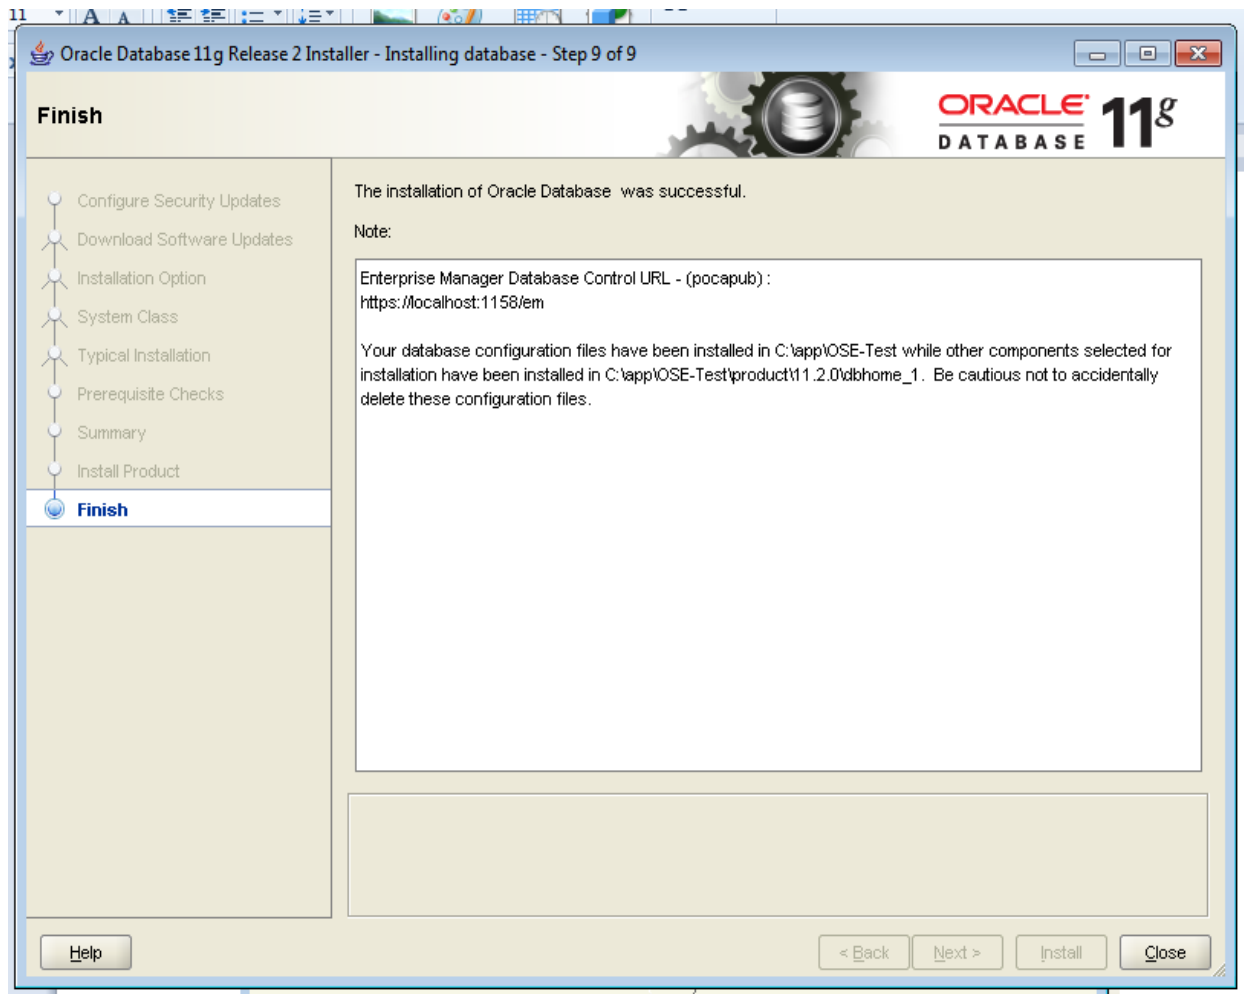 11
A A
Oracle Database 11g Release 2 Installer - Installing database - Step 9 of 9
Finish
ORACLE
DATABASE
11g
Configure Security Updates
Download Software Updates
Installation Option
System Class
Typical Installation
Prerequisite Checks
Summary
Install Product
Finish
The installation of Oracle Database was successful.
Note:
Enterprise Manager Database Control URL - (pocapub) :
https://localhost:1158/em
Your database configuration files have been installed in C:\app\OSE-Test while other components selected for
installation have been installed in C:\app\OSE-Test\product\11.2.0\dbhome_1. Be cautious not to accidentally
delete these configuration files.
Help
< Back
Next >
Install
Close